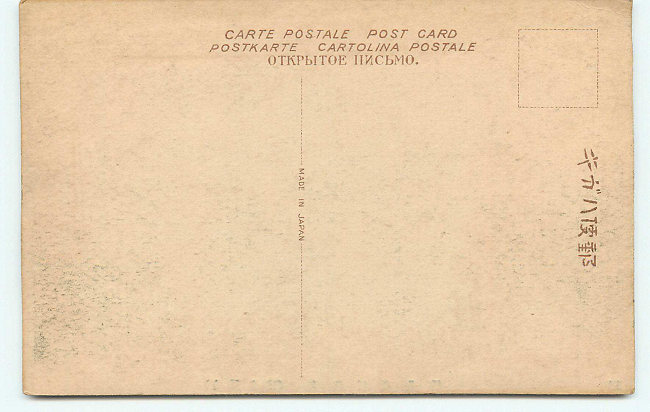 CARTE POSTALE POST CARD
POSTKARTE CARTOLINA POSTALE
ОТКРЫТОЕ ПИСЬМО.
MADE IN JAPAN
キガハ便郵